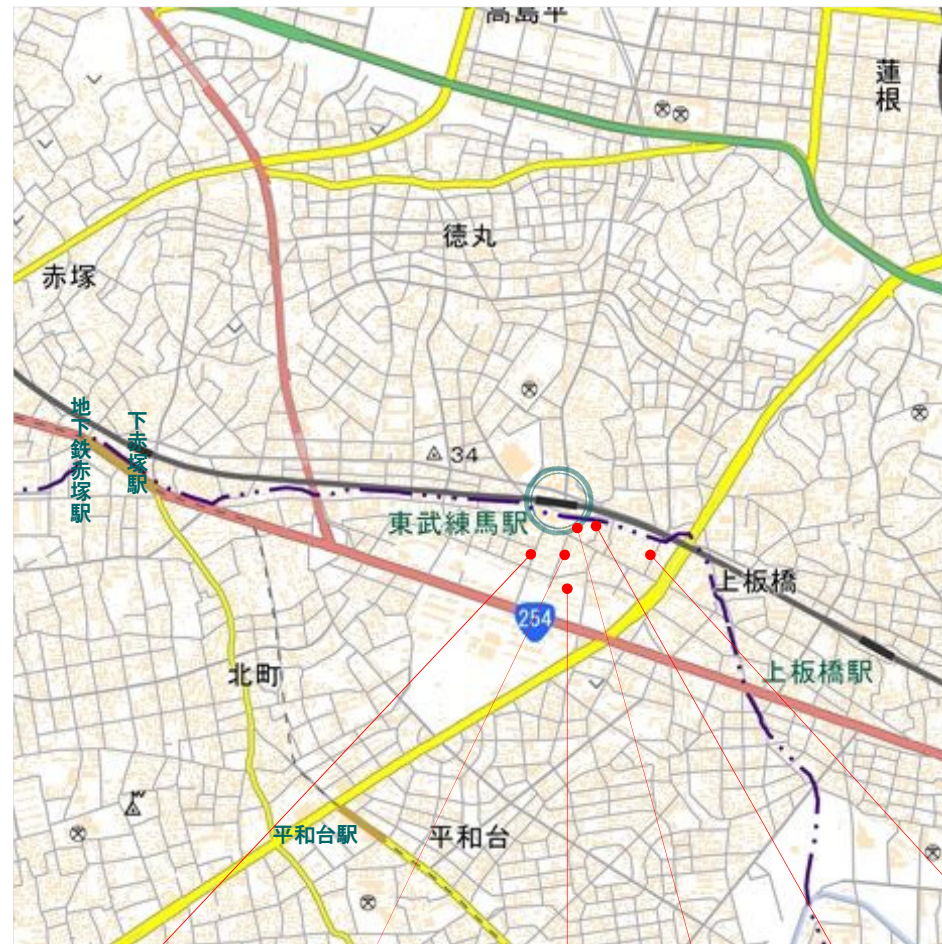 高島平
蓮根
徳丸
赤塚
地下鉄赤塚駅
下赤塚駅
34
東武練馬駅
上板橋
254
上板橋駅
北町
平和台駅
平和台